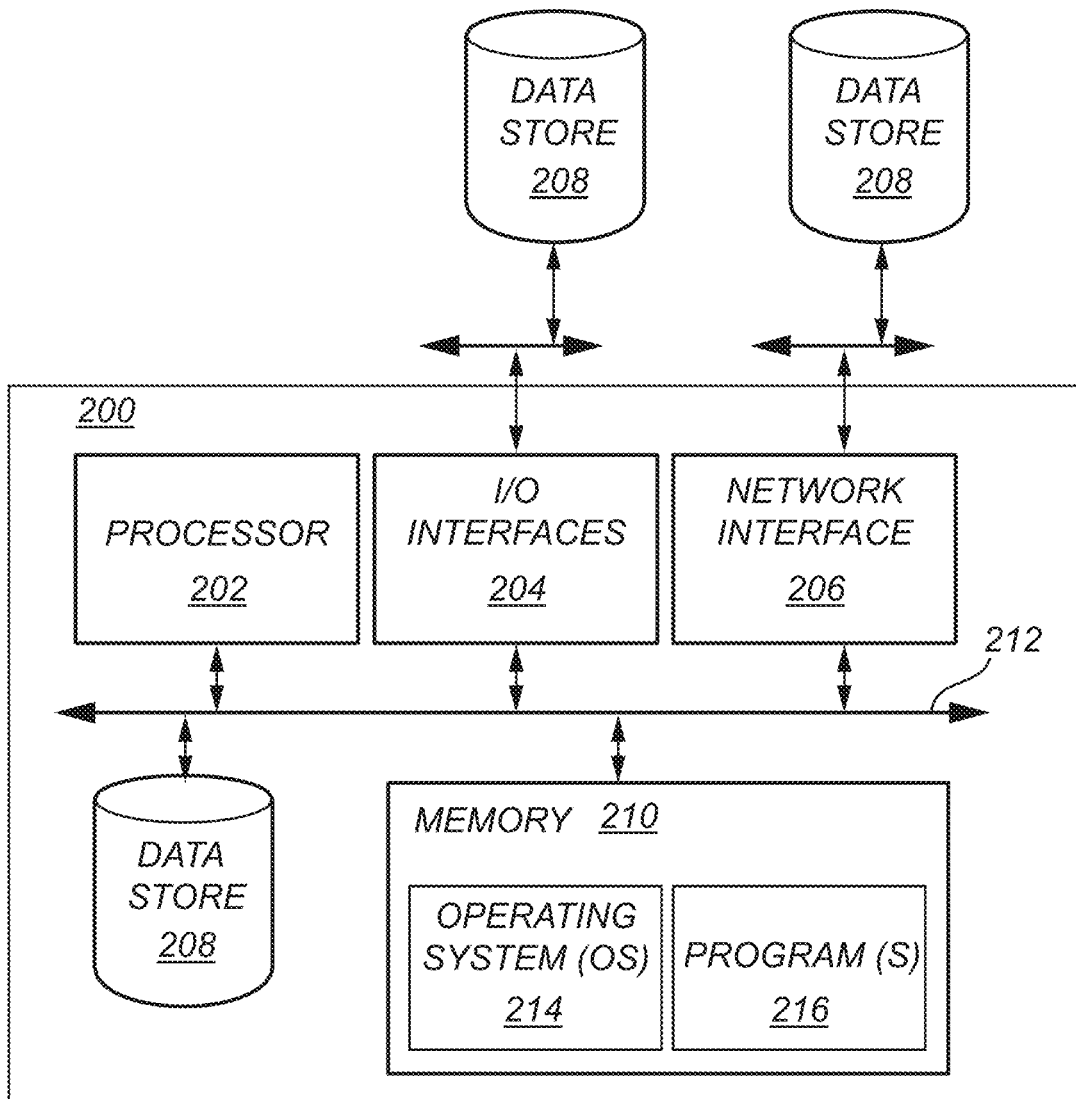 DATA
STORE
208
DATA
STORE
208
200
PROCESSOR
202
I/O
INTERFACES
204
NETWORK
INTERFACE
206
212
DATA
STORE
208
MEMORY 210
OPERATING
SYSTEM (OS)
214
PROGRAM (S)
216